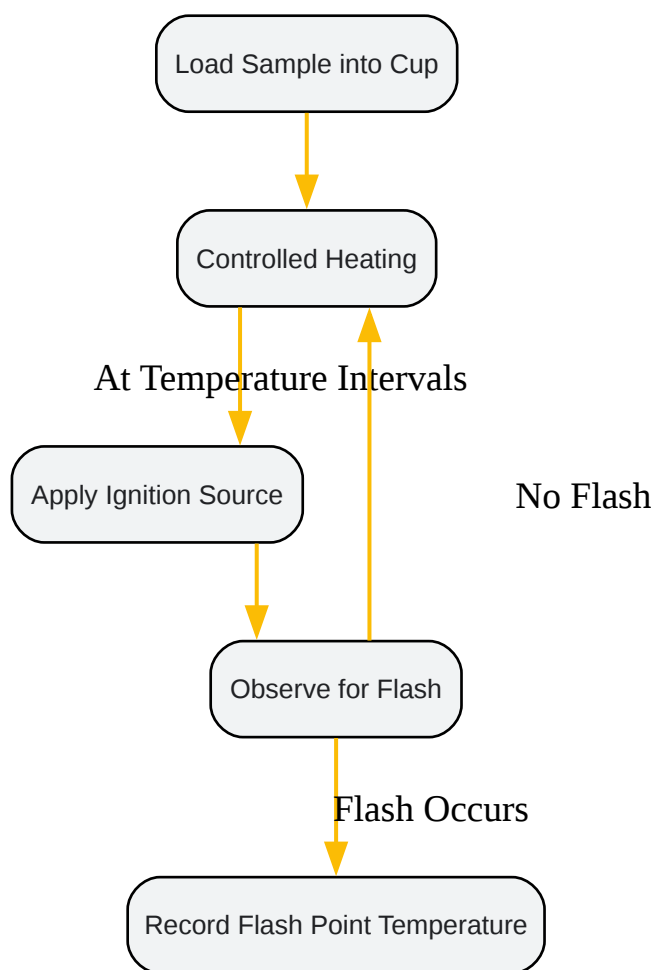 Load Sample into Cup
Controlled Heating
At Temperature Intervals
Apply Ignition Source
No Flash
Observe for Flash
Flash Occurs
Record Flash Point Temperature